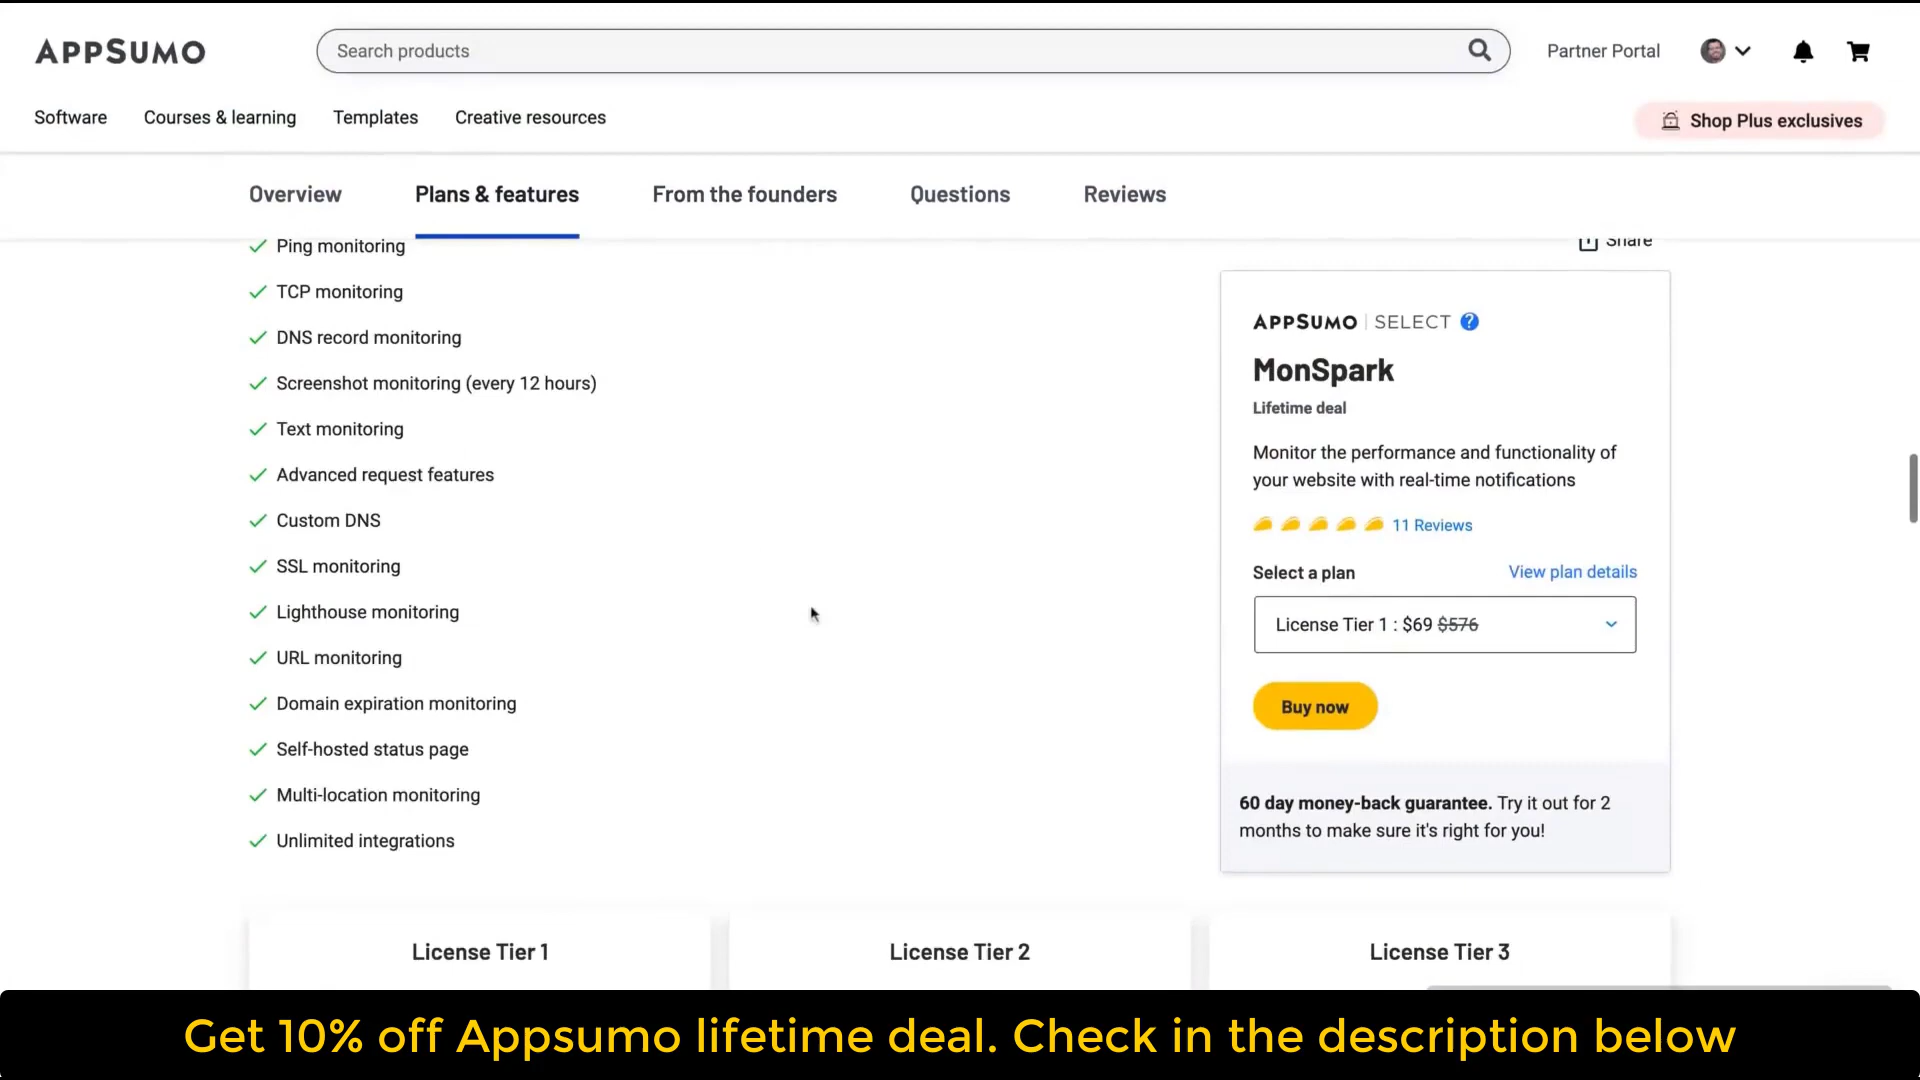 APPSUMO
Search products
Partner Portal
Software
Courses & learning
Templates
Creative resources
Shop Plus exclusives
Overview
Plans & features
From the founders
Questions
Reviews
Ping monitoring
TCP monitoring
DNS record monitoring
Screenshot monitoring (every 12 hours)
Text monitoring
Advanced request features
Custom DNS
SSL monitoring
Lighthouse monitoring
URL monitoring
Domain expiration monitoring
Self-hosted status page
Multi-location monitoring
Unlimited integrations
Share
APPSUMO | SELECT ?
MonSpark
Lifetime deal
Monitor the performance and functionality of
your website with real-time notifications
11 Reviews
Select a plan
View plan details
License Tier 1 : $69 $576
Buy now
60 day money-back guarantee. Try it out for 2
months to make sure it's right for you!
License Tier 1
License Tier 2
License Tier 3
Get 10% off Appsumo lifetime deal. Check in the description below